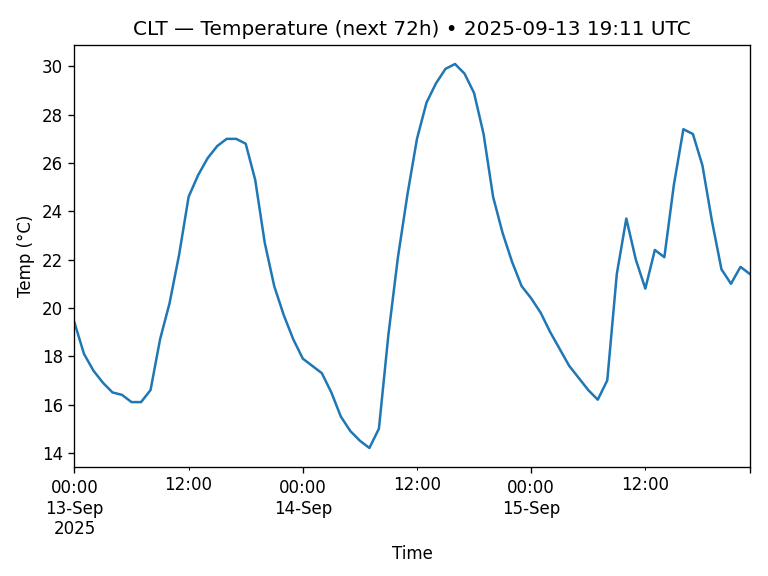 CLT — Temperature (next 72h) • 2025-09-13 19:11 UTC
Temp (°C)
30
28
26
24
22
20
18
16
14
00:00 12:00 00:00 12:00 00:00 12:00
13-Sep 14-Sep 15-Sep
2025
Time